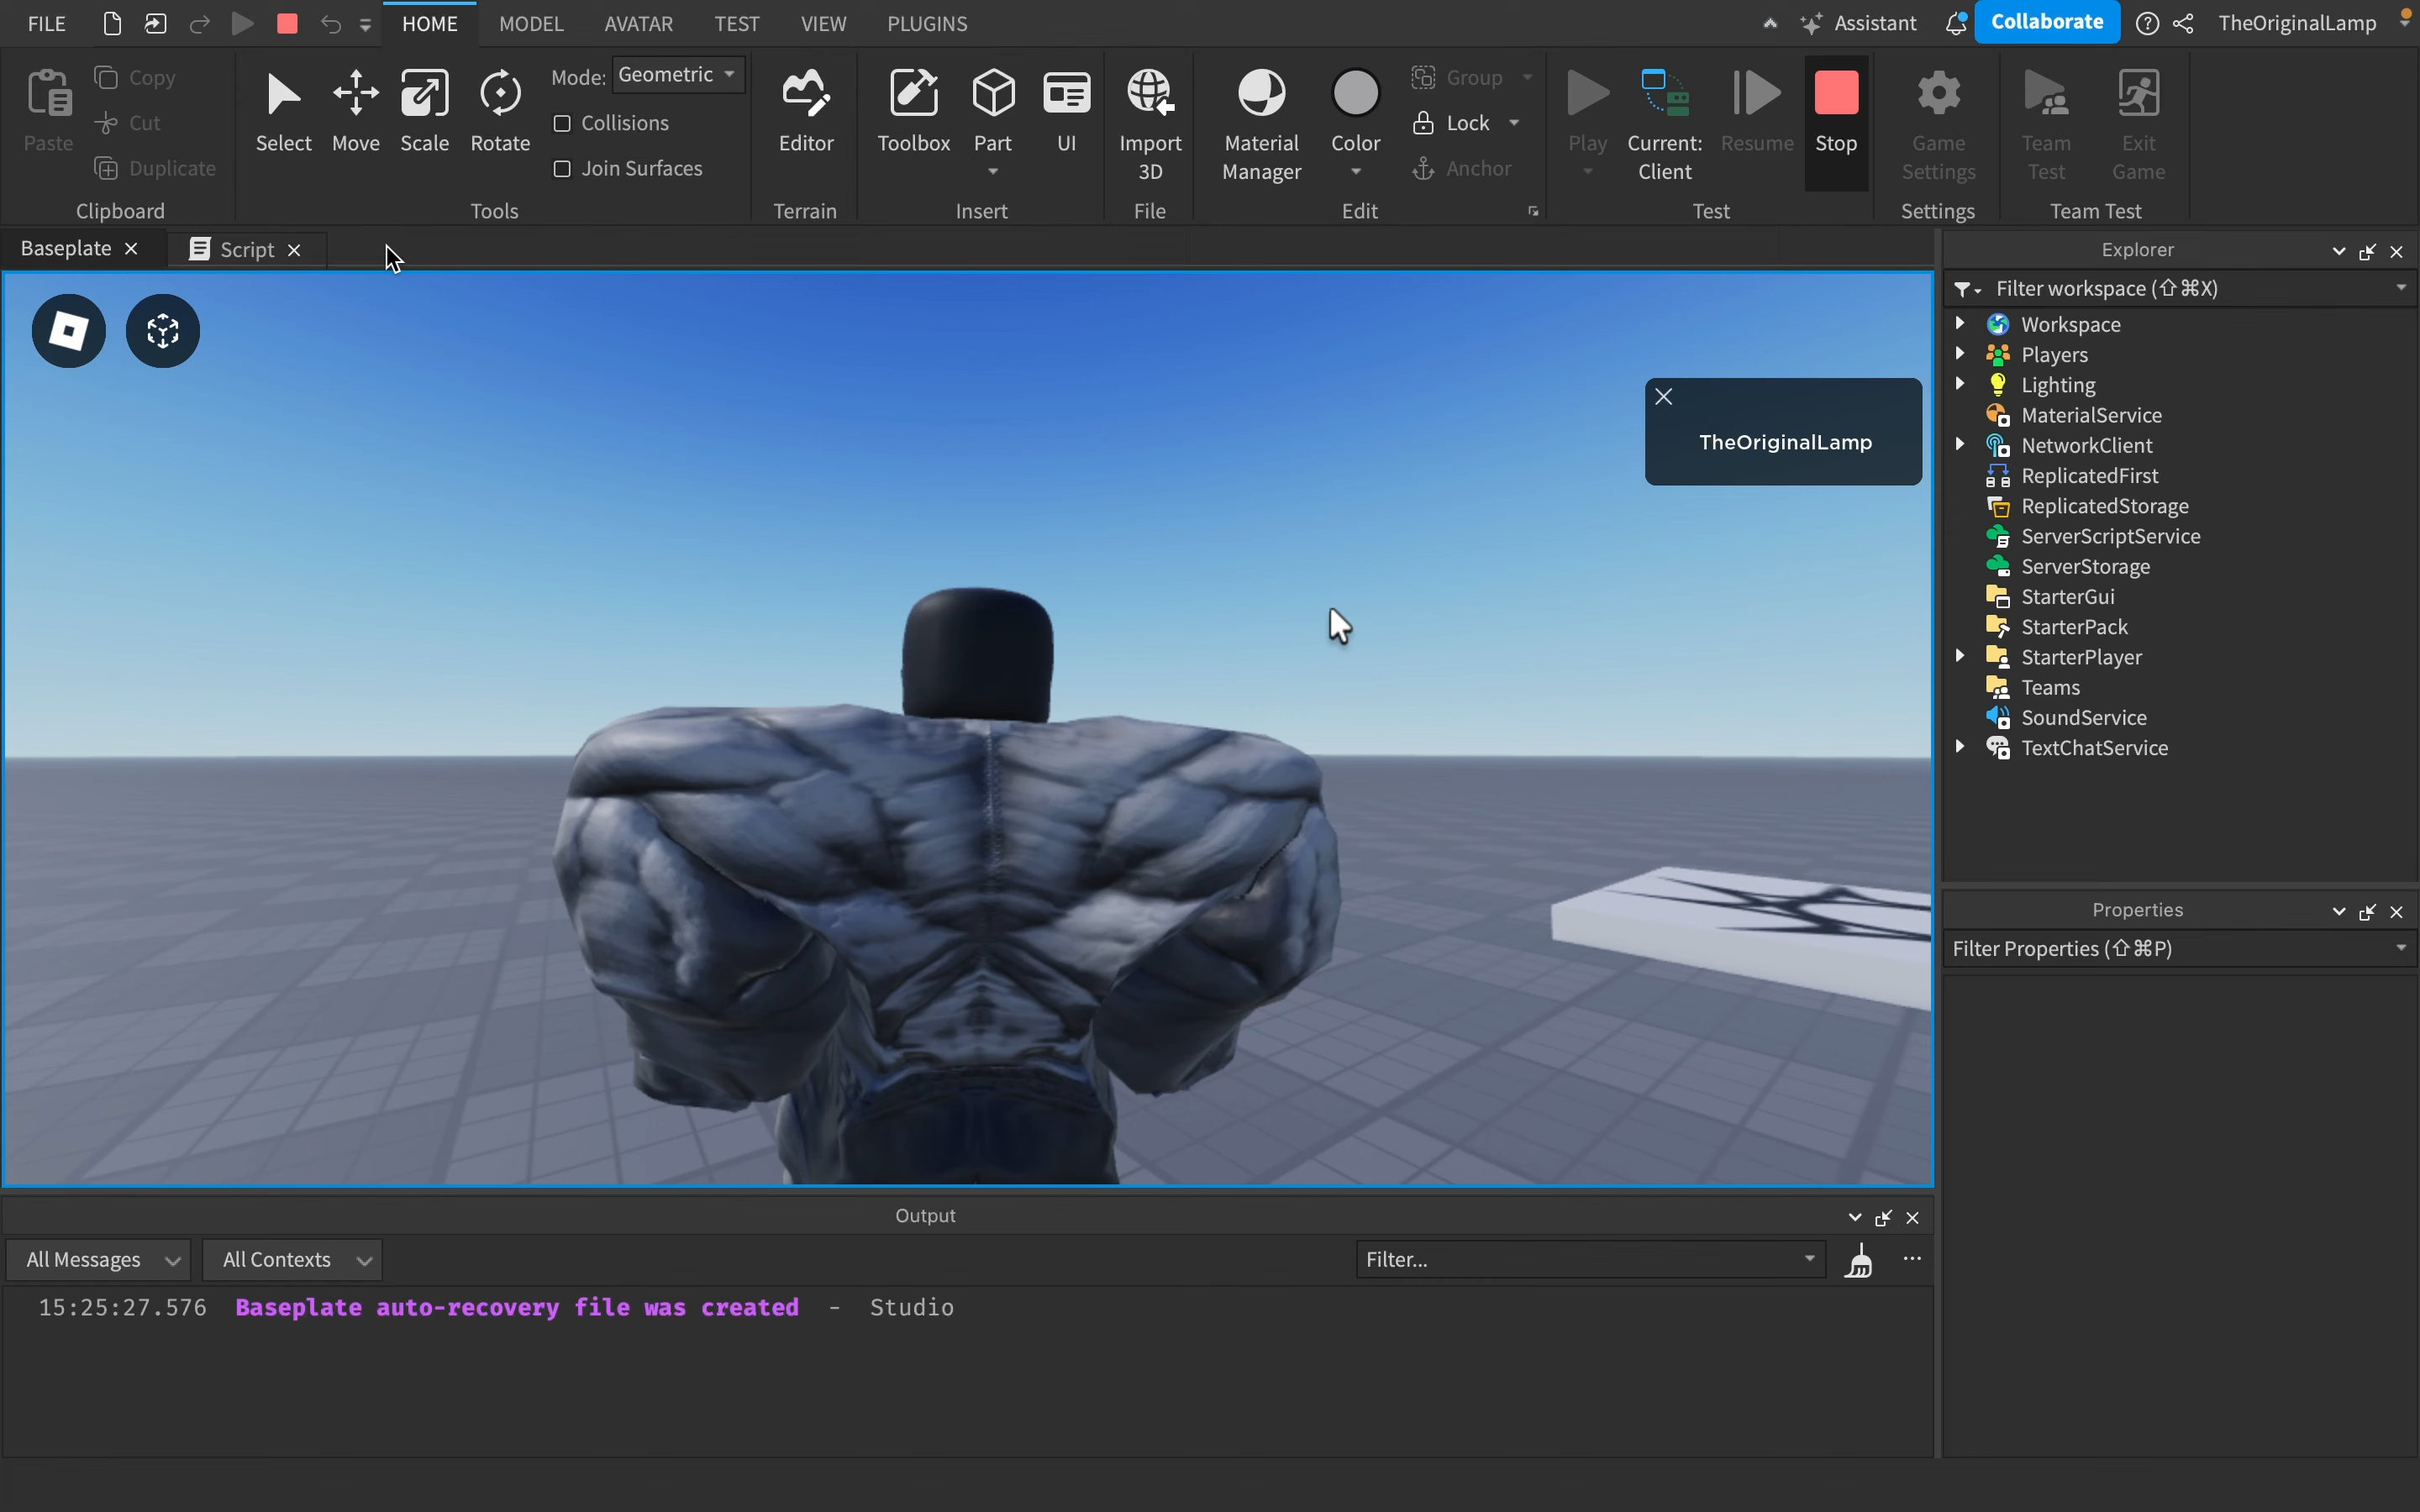 FILE HOME MODEL AVATAR TEST VIEW PLUGINS Assistant Collaborate TheOriginalLamp
Paste Copy Cut Duplicate
Clipboard
Select Move Scale Rotate
Mode: Geometric
Collisions
Join Surfaces
Tools
Editor
Terrain
Toolbox Part UI
Insert
Import
3D
File
Material
Manager
Color
Group
Lock
Anchor
Edit
Play
Current:
Client
Resume
Stop
Test
Game
Settings
Settings
Team
Test
Exit
Game
Team Test
Baseplate
Script
TheOriginalLamp
Explorer
Filter workspace (⇧⌘X)
Workspace
Players
Lighting
MaterialService
NetworkClient
ReplicatedFirst
ReplicatedStorage
ServerScriptService
ServerStorage
StarterGui
StarterPack
StarterPlayer
Teams
SoundService
TextChatService
Properties
Filter Properties (⇧⌘P)
Output
All Messages All Contexts Filter...
15:25:27.576 Baseplate auto-recovery file was created - Studio